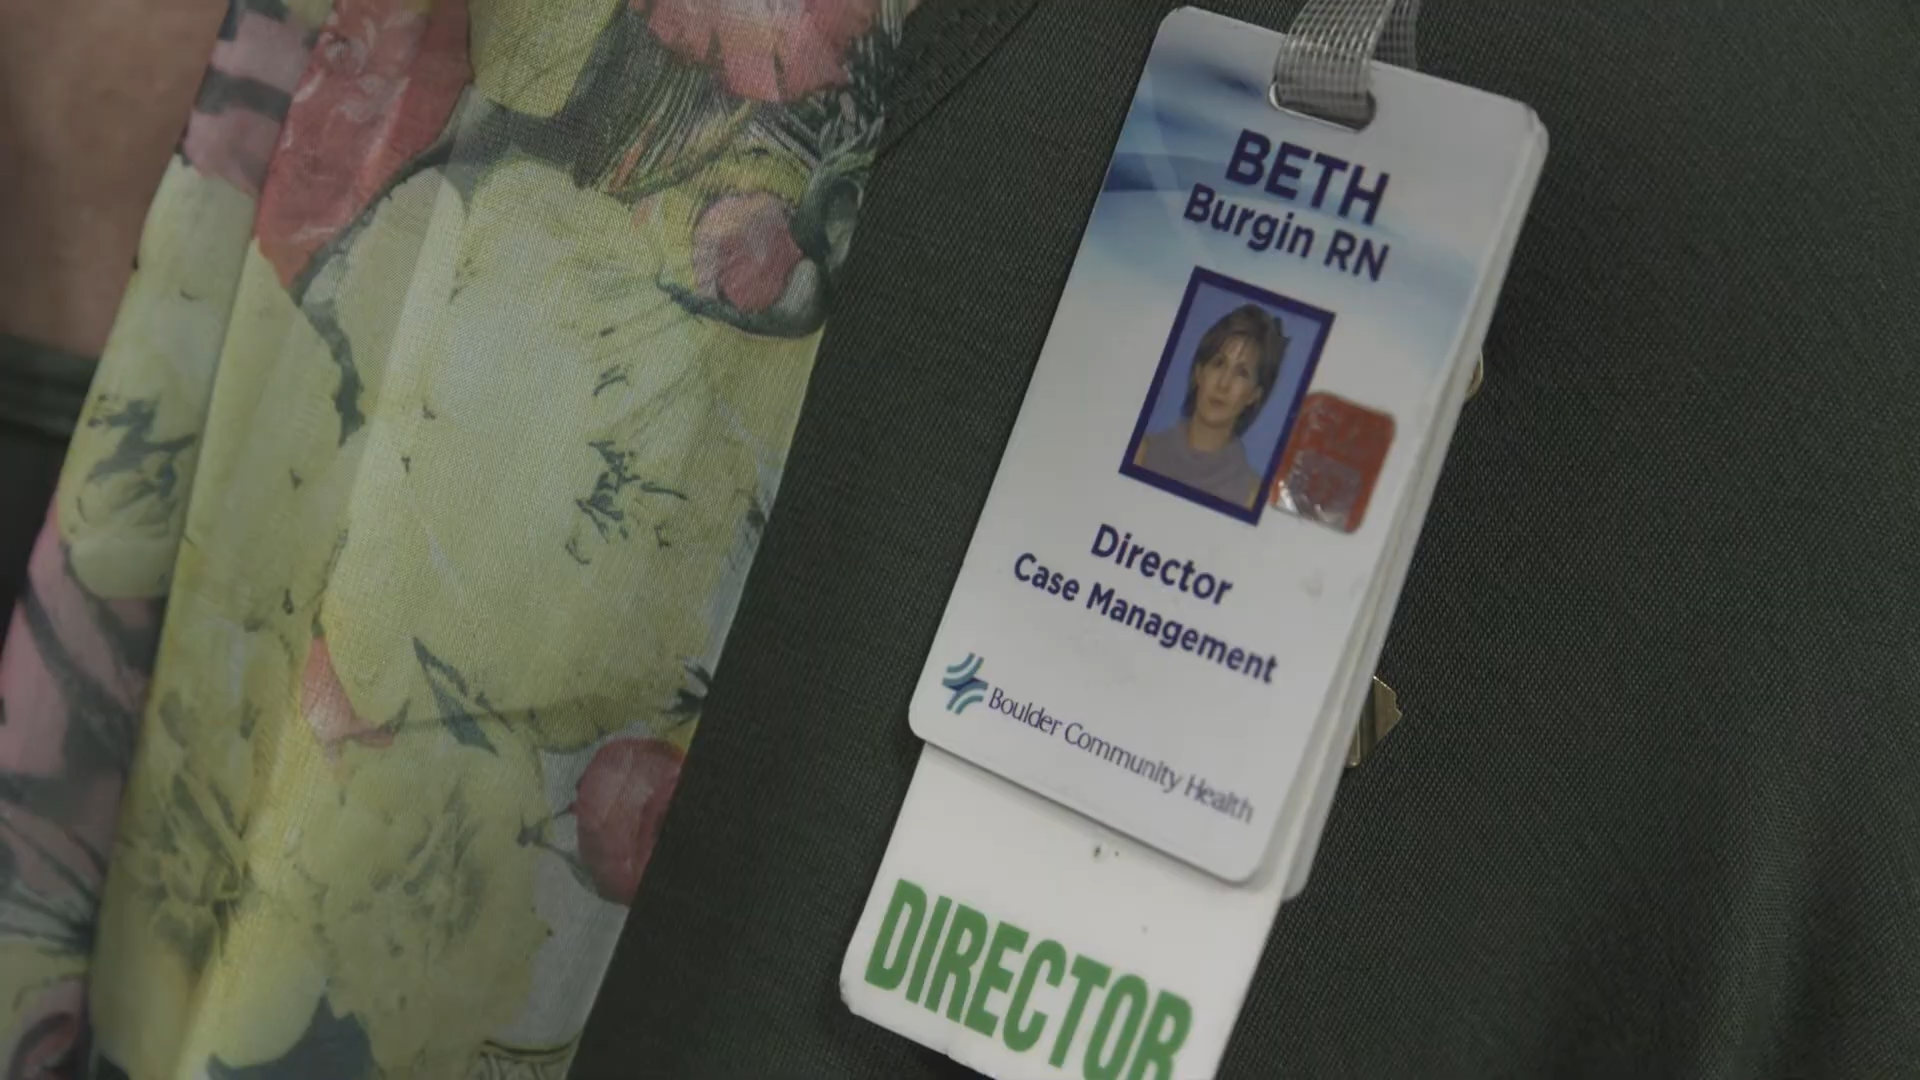 BETH
Burgin RN
Director
Case Management
Boulder Community Health
DIRECTOR